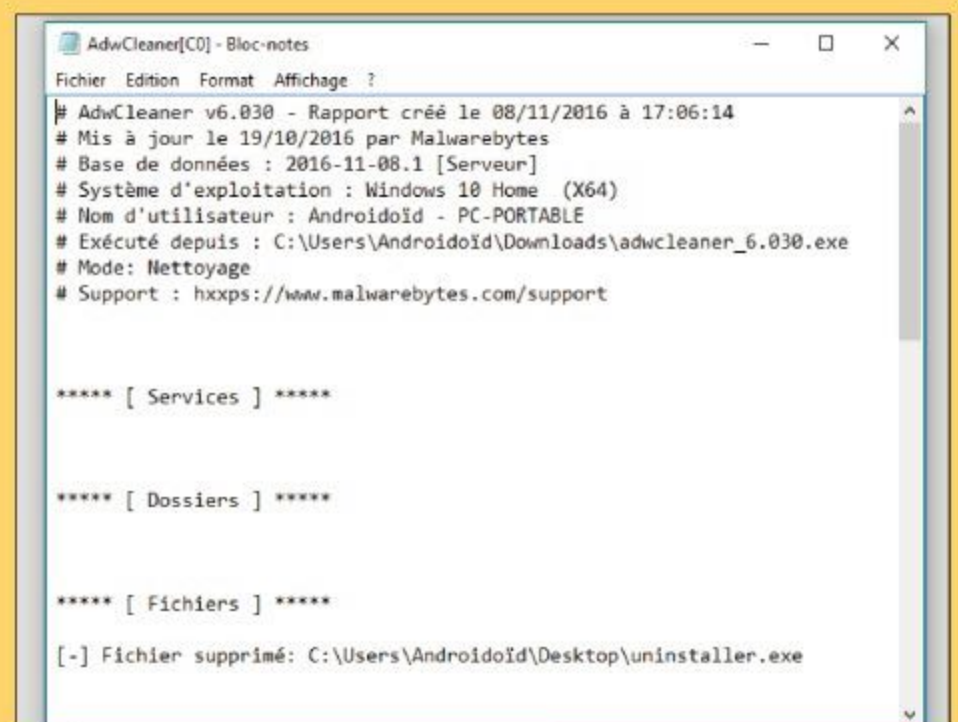 AdwCleaner[C0] - Bloc-notes
Fichier Edition Format Affichage ?
# AdwCleaner v6.030 - Rapport créé le 08/11/2016 à 17:06:14
# Mis à jour le 19/10/2016 par Malwarebytes
# Base de données : 2016-11-08.1 [Serveur]
# Système d'exploitation : Windows 10 Home  (X64)
# Nom d'utilisateur : Androidoïd - PC-PORTABLE
# Exécuté depuis : C:\Users\Androidoïd\Downloads\adwcleaner_6.030.exe
# Mode: Nettoyage
# Support : hxxps://www.malwarebytes.com/support
***** [ Services ] *****
***** [ Dossiers ] *****
***** [ Fichiers ] *****
[-] Fichier supprimé: C:\Users\Androidoïd\Desktop\uninstaller.exe